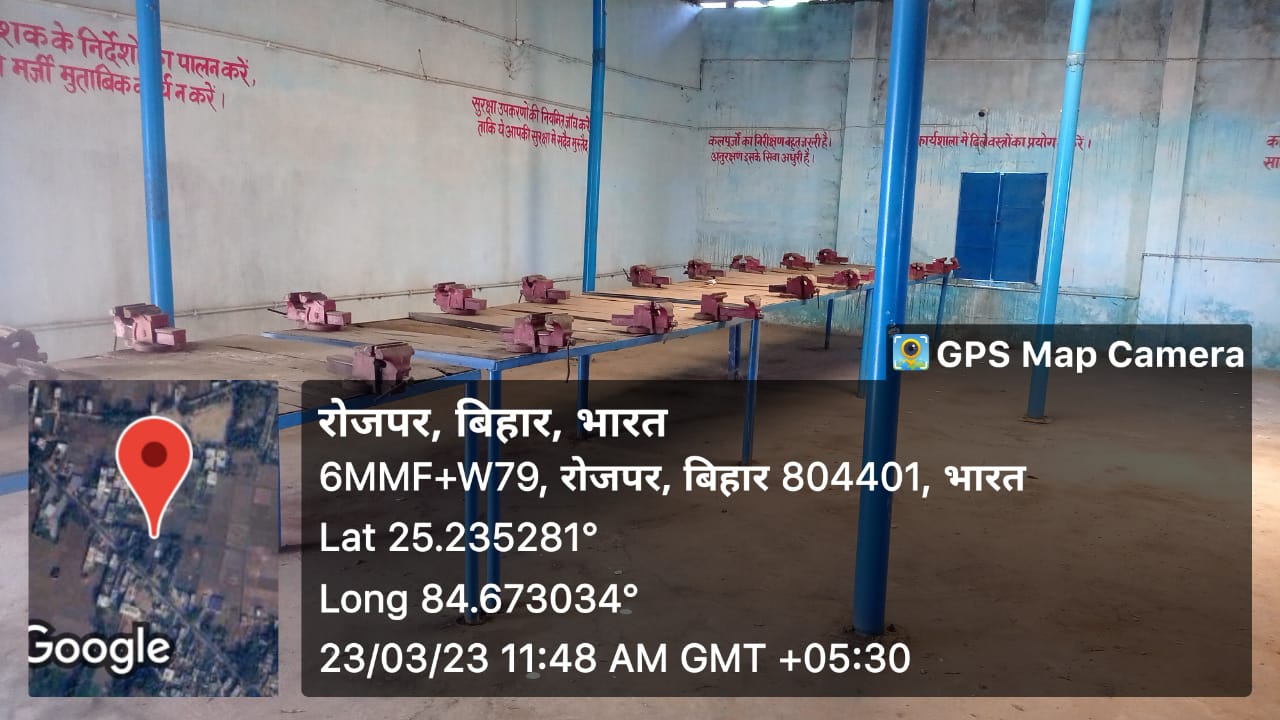 शक के निर्देशो का पालन करें,
मर्जी मुताबिक कार्य न करें।
सुरक्षा उपकरणो की नियमित जांच करें
ताकि ये आपकी सुरक्षा मे सदैव मुस्तैद
कलपूर्जो का निरीक्षण बहुत जरुरी है।
अनुरक्षण इसके सिवा अधुरी है।
कार्यशाला मे ढिले वस्त्रों का प्रयोग करें।
GPS Map Camera
रोजपर, बिहार, भारत
6MMF+W79, रोजपर, बिहार 804401, भारत
Lat 25.235281°
Long 84.673034°
23/03/23 11:48 AM GMT +05:30
Google